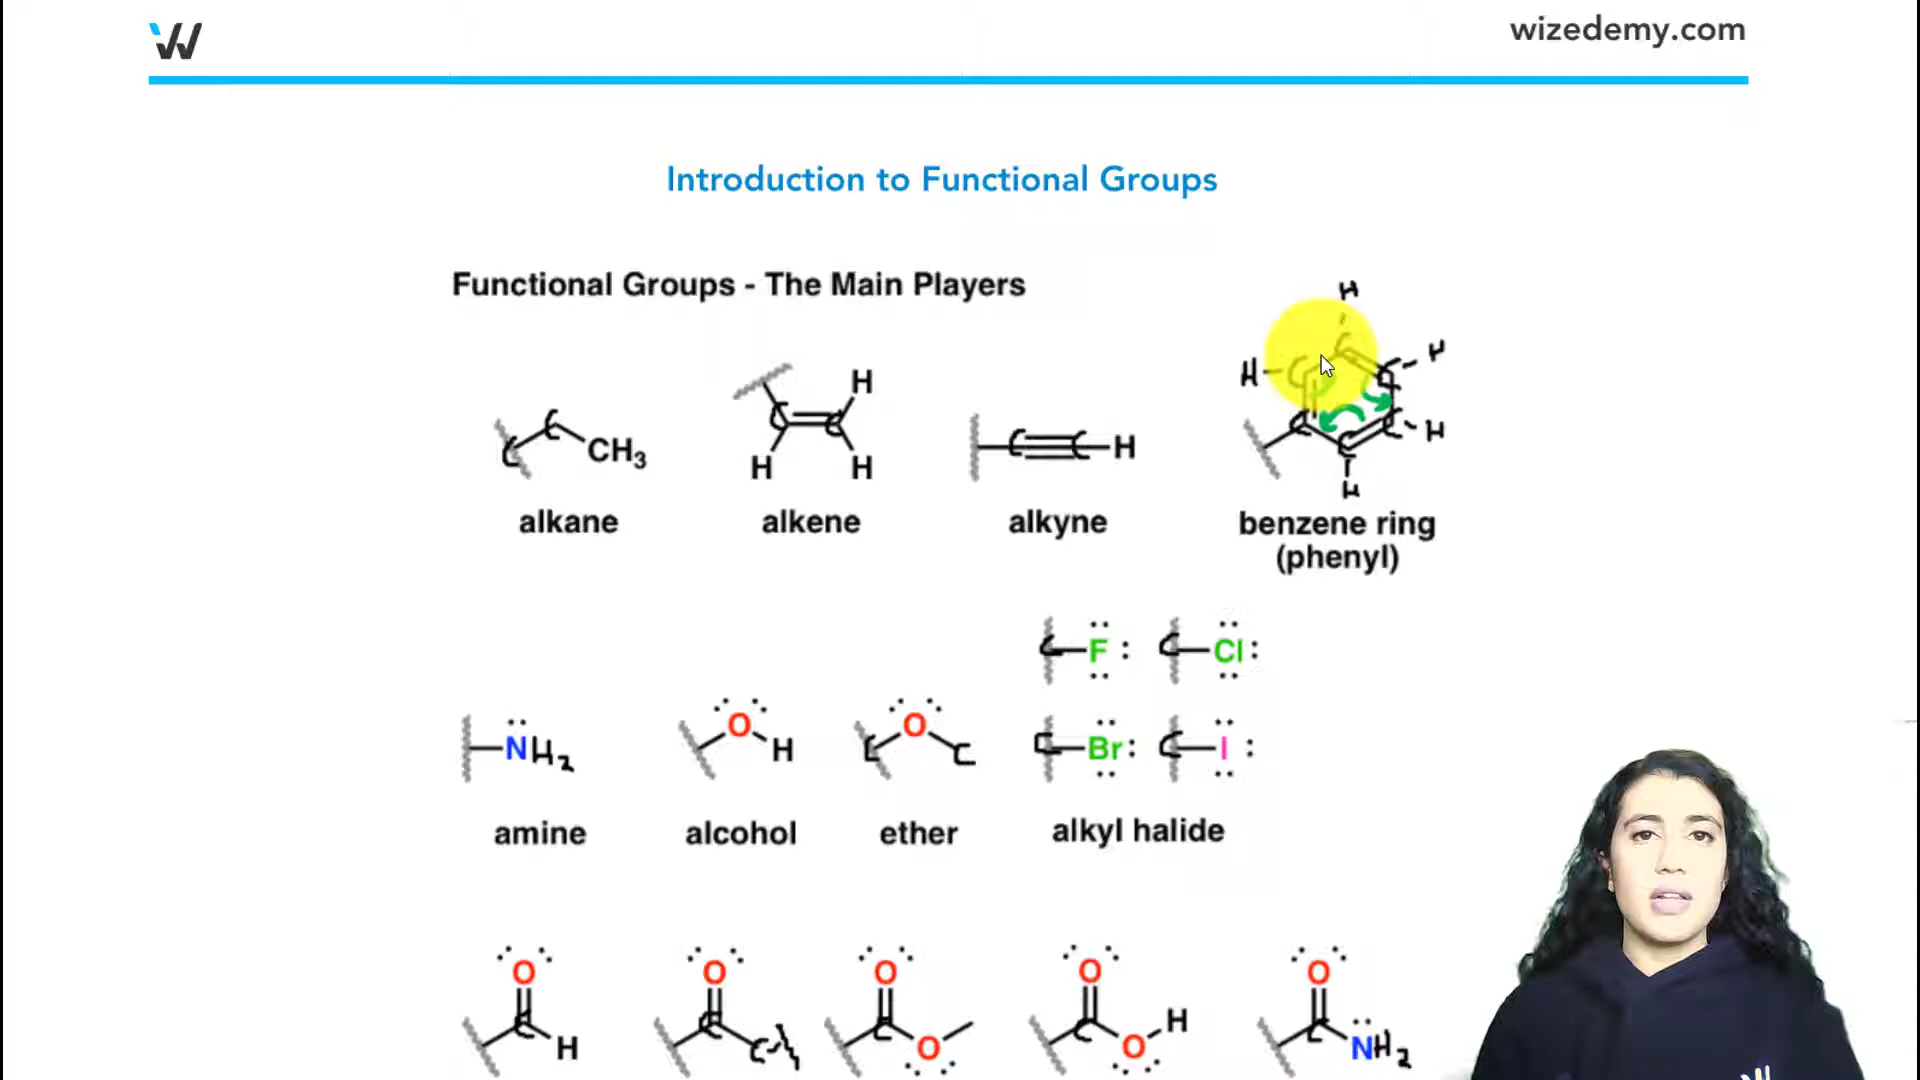 W
wizedemy.com
Introduction to Functional Groups
Functional Groups - The Main Players
H
H H
H
C C CH3
alkane
H
C C
H H
alkene
C C H
alkyne
C C C C C
H
H
benzene ring
(phenyl)
C F : C Cl :
NH2
amine
O H
alcohol
C O C
ether
C Br : C I :
alkyl halide
O
C H
O
C C
O
C O
O
C O H
O
C NH2